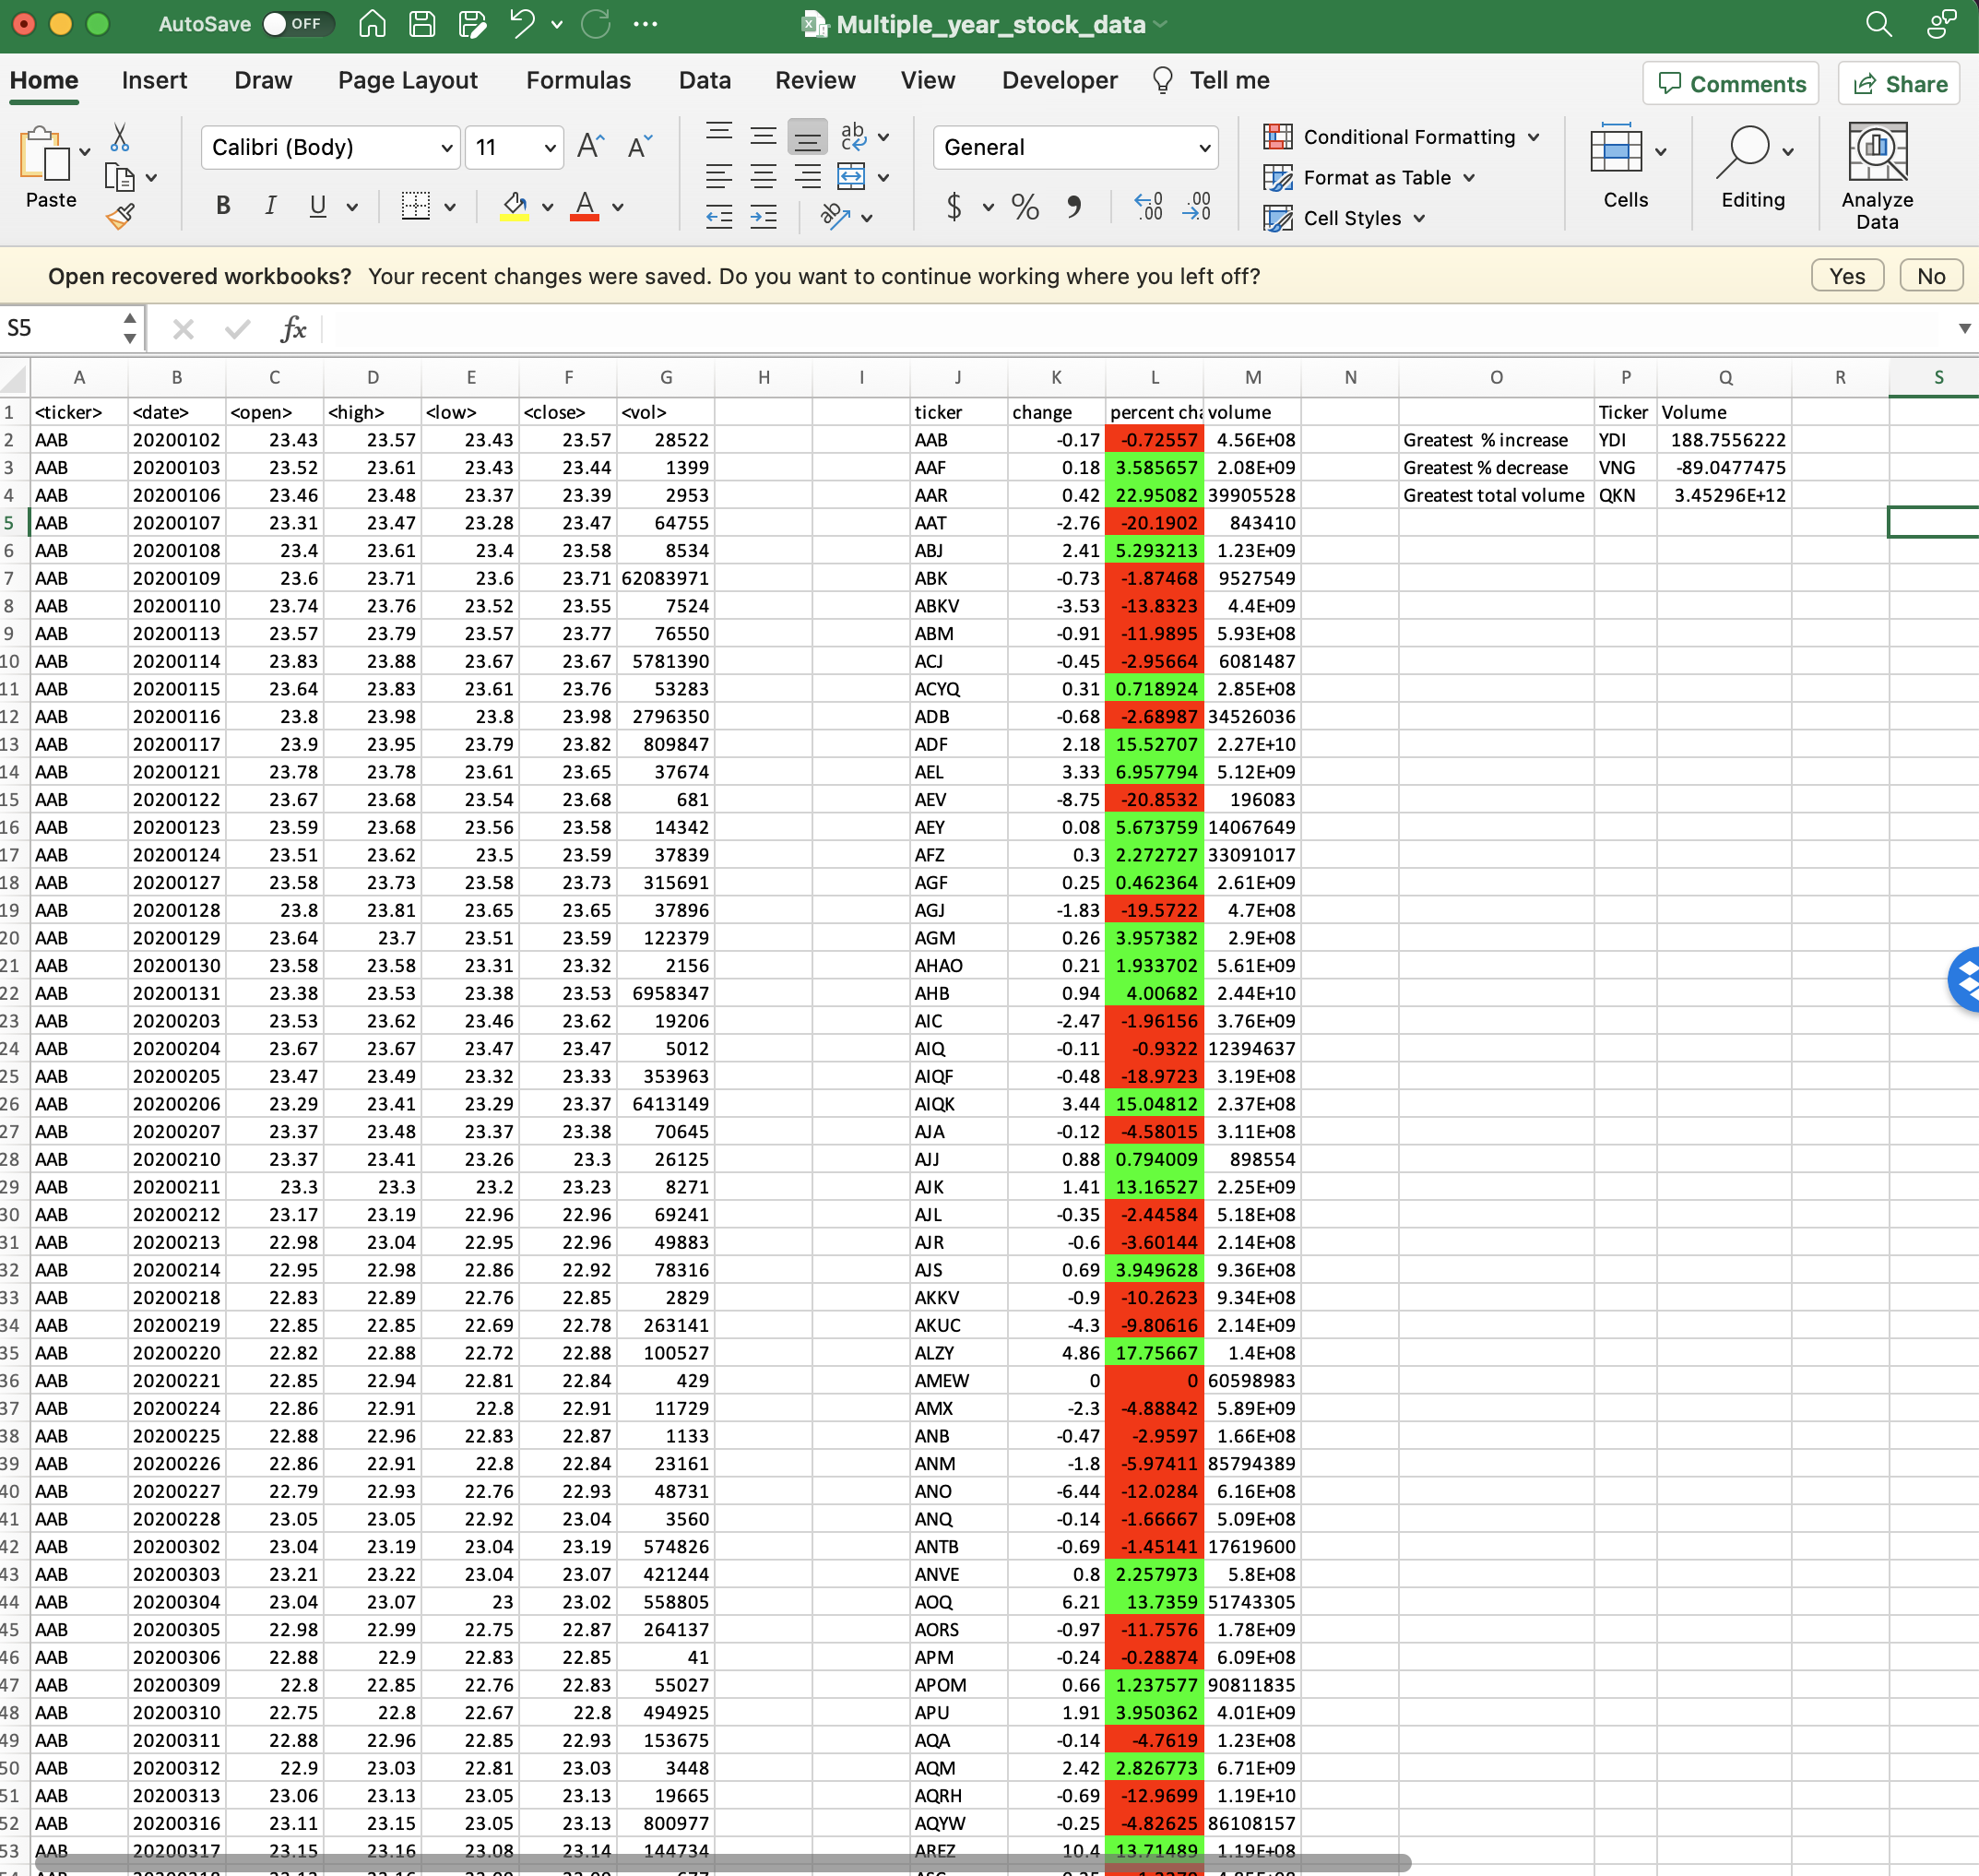 AutoSave OFF Multiple_year_stock_data
Home Insert Draw Page Layout Formulas Data Review View Developer Tell me Comments Share
Paste Calibri (Body) 11 A A ab General Conditional Formatting Format as Table Cell Styles Cells Editing Analyze Data
B I U A $ % .00 .00
Open recovered workbooks? Your recent changes were saved. Do you want to continue working where you left off? Yes No
S5 fx
A B C D E F G H I J K L M N O P Q R S
1 <ticker> <date> <open> <high> <low> <close> <vol> ticker change percent cha volume Ticker Volume
2 AAB 20200102 23.43 23.57 23.43 23.57 28522 AAB -0.17 -0.72557 4.56E+08 Greatest % increase YDI 188.7556222
3 AAB 20200103 23.52 23.61 23.43 23.44 1399 AAF 0.18 3.585657 2.08E+09 Greatest % decrease VNG -89.0477475
4 AAB 20200106 23.46 23.48 23.37 23.39 2953 AAR 0.42 22.95082 39905528 Greatest total volume QKN 3.45296E+12
5 AAB 20200107 23.31 23.47 23.28 23.47 64755 AAT -2.76 -20.1902 843410
6 AAB 20200108 23.4 23.61 23.4 23.58 8534 ABJ 2.41 5.293213 1.23E+09
7 AAB 20200109 23.6 23.71 23.6 23.71 62083971 ABK -0.73 -1.87468 9527549
8 AAB 20200110 23.74 23.76 23.52 23.55 7524 ABKV -3.53 -13.8323 4.4E+09
9 AAB 20200113 23.57 23.79 23.57 23.77 76550 ABM -0.91 -11.9895 5.93E+08
10 AAB 20200114 23.83 23.88 23.67 23.67 5781390 ACJ -0.45 -2.95664 6081487
11 AAB 20200115 23.64 23.83 23.61 23.76 53283 ACYQ 0.31 0.718924 2.85E+08
12 AAB 20200116 23.8 23.98 23.8 23.98 2796350 ADB -0.68 -2.68987 34526036
13 AAB 20200117 23.9 23.95 23.79 23.82 809847 ADF 2.18 15.52707 2.27E+10
14 AAB 20200121 23.78 23.78 23.61 23.65 37674 AEL 3.33 6.957794 5.12E+09
15 AAB 20200122 23.67 23.68 23.54 23.68 681 AEV -8.75 -20.8532 196083
16 AAB 20200123 23.59 23.68 23.56 23.58 14342 AEY 0.08 5.673759 14067649
17 AAB 20200124 23.51 23.62 23.5 23.59 37839 AFZ 0.3 2.272727 33091017
18 AAB 20200127 23.58 23.73 23.58 23.73 315691 AGF 0.25 0.462364 2.61E+09
19 AAB 20200128 23.8 23.81 23.65 23.65 37896 AGJ -1.83 -19.5722 4.7E+08
20 AAB 20200129 23.64 23.7 23.51 23.59 122379 AGM 0.26 3.957382 2.9E+08
21 AAB 20200130 23.58 23.58 23.31 23.32 2156 AHAO 0.21 1.933702 5.61E+09
22 AAB 20200131 23.38 23.53 23.38 23.53 6958347 AHB 0.94 4.00682 2.44E+10
23 AAB 20200203 23.53 23.62 23.46 23.62 19206 AIC -2.47 -1.96156 3.76E+09
24 AAB 20200204 23.67 23.67 23.47 23.47 5012 AIQ -0.11 -0.9322 12394637
25 AAB 20200205 23.47 23.49 23.32 23.33 353963 AIQF -0.48 -18.9723 3.19E+08
26 AAB 20200206 23.29 23.41 23.29 23.37 6413149 AIQK 3.44 15.04812 2.37E+08
27 AAB 20200207 23.37 23.48 23.37 23.38 70645 AJA -0.12 -4.58015 3.11E+08
28 AAB 20200210 23.37 23.41 23.26 23.3 26125 AJJ 0.88 0.794009 898554
29 AAB 20200211 23.3 23.3 23.2 23.23 8271 AJK 1.41 13.16527 2.25E+09
30 AAB 20200212 23.17 23.19 22.96 22.96 69241 AJL -0.35 -2.44584 5.18E+08
31 AAB 20200213 22.98 23.04 22.95 22.96 49883 AJR -0.6 -3.60144 2.14E+08
32 AAB 20200214 22.95 22.98 22.86 22.92 78316 AJS 0.69 3.949628 9.36E+08
33 AAB 20200218 22.83 22.89 22.76 22.85 2829 AKKV -0.9 -10.2623 9.34E+08
34 AAB 20200219 22.85 22.85 22.69 22.78 263141 AKUC -4.3 -9.80616 2.14E+09
35 AAB 20200220 22.82 22.88 22.72 22.88 100527 ALZY 4.86 17.75667 1.4E+08
36 AAB 20200221 22.85 22.94 22.81 22.84 429 AMEW 0 0 60598983
37 AAB 20200224 22.86 22.91 22.8 22.91 11729 AMX -2.3 -4.88842 5.89E+09
38 AAB 20200225 22.88 22.96 22.83 22.87 1133 ANB -0.47 -2.9597 1.66E+08
39 AAB 20200226 22.86 22.91 22.8 22.84 23161 ANM -1.8 -5.97411 85794389
40 AAB 20200227 22.79 22.93 22.76 22.93 48731 ANO -6.44 -12.0284 6.16E+08
41 AAB 20200228 23.05 23.05 22.92 23.04 3560 ANQ -0.14 -1.66667 5.09E+08
42 AAB 20200302 23.04 23.19 23.04 23.19 574826 ANTB -0.69 -1.45141 17619600
43 AAB 20200303 23.21 23.22 23.04 23.07 421244 ANVE 0.8 2.257973 5.8E+08
44 AAB 20200304 23.04 23.07 23 23.02 558805 AOQ 6.21 13.7359 51743305
45 AAB 20200305 22.98 22.99 22.75 22.87 264137 AORS -0.97 -11.7576 1.78E+09
46 AAB 20200306 22.88 22.9 22.83 22.85 41 APM -0.24 -0.28874 6.09E+08
47 AAB 20200309 22.8 22.85 22.76 22.83 55027 APOM 0.66 1.237577 90811835
48 AAB 20200310 22.75 22.8 22.67 22.8 494925 APU 1.91 3.950362 4.01E+09
49 AAB 20200311 22.88 22.96 22.85 22.93 153675 AQA -0.14 -4.7619 1.23E+08
50 AAB 20200312 22.9 23.03 22.81 23.03 3448 AQM 2.42 2.826773 6.71E+09
51 AAB 20200313 23.06 23.13 23.05 23.13 19665 AQRH -0.69 -12.9699 1.19E+10
52 AAB 20200316 23.11 23.15 23.05 23.13 800977 AQYW -0.25 -4.82625 86108157
53 AAB 20200317 23.15 23.16 23.08 23.14 144734 AREZ 10.4 13.71489 1.19E+08